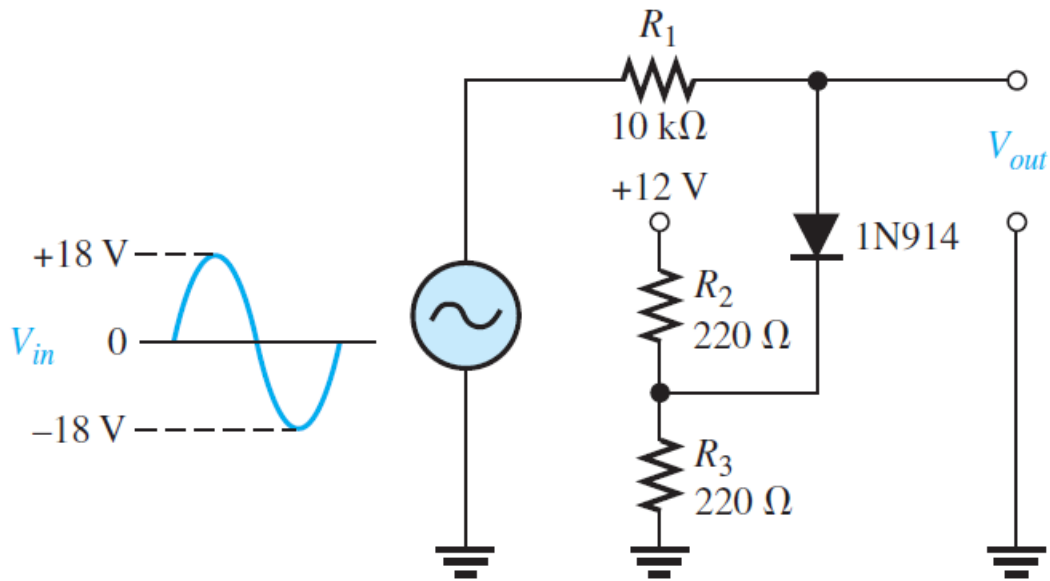 R1
10 kΩ
+12 V
Vout
1N914
+18 V
R2
220 Ω
Vin
0
−18 V
R3
220 Ω